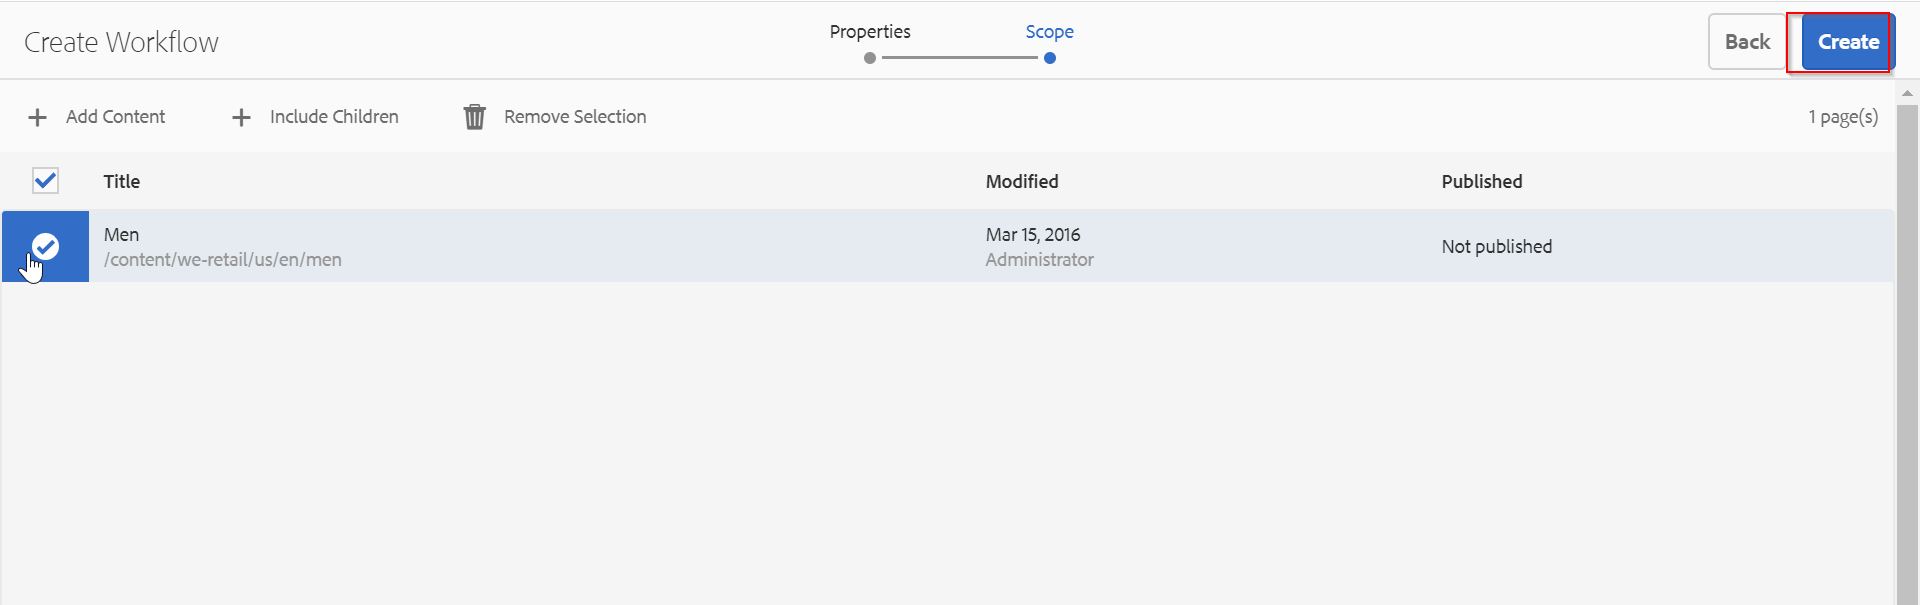 Create Workflow
Properties
Scope
Back
Create
Add Content
Include Children
Remove Selection
1 page(s)
Title
Modified
Published
Men
Mar 15, 2016
Not published
/content/we-retail/us/en/men
Administrator